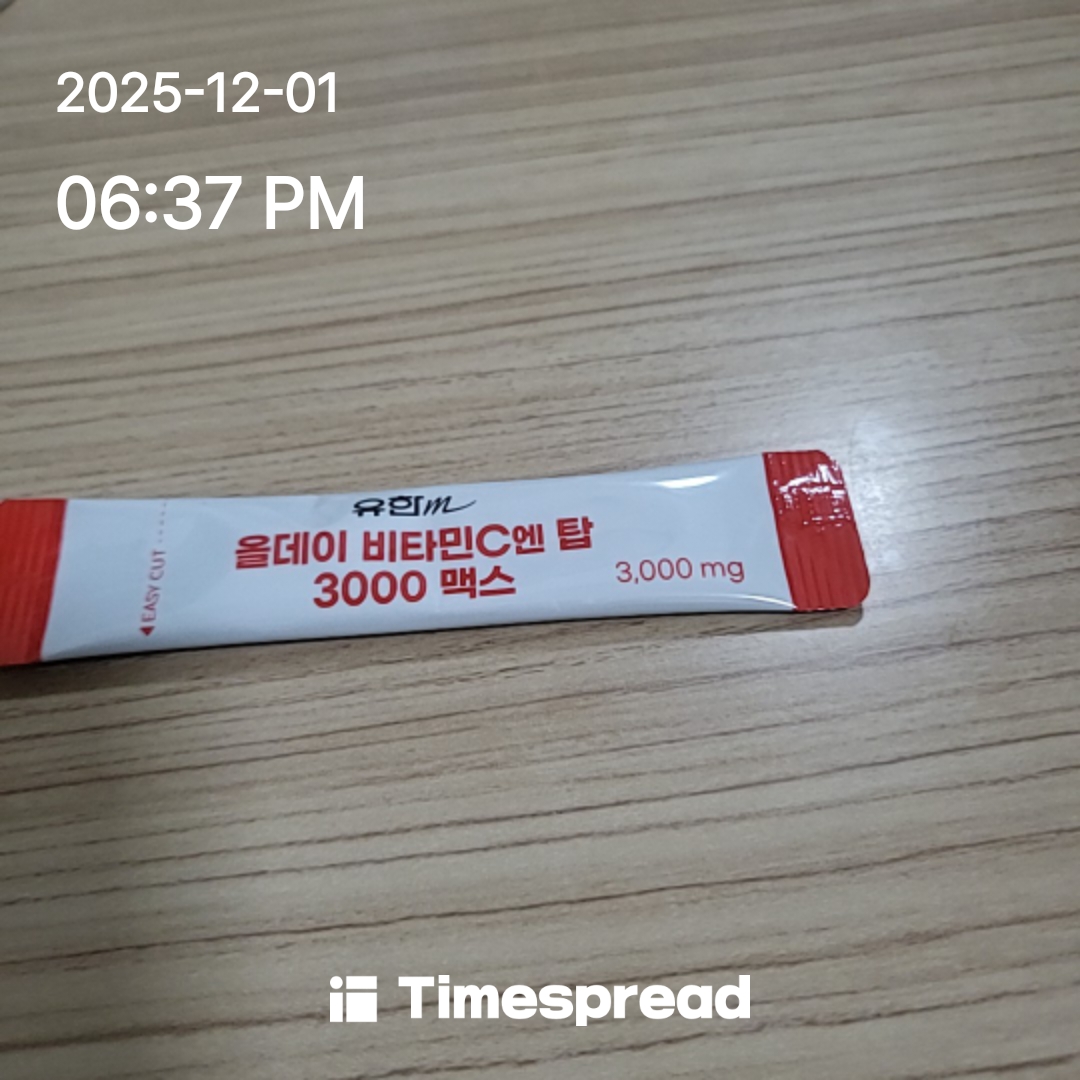 2025-12-01
06:37 PM
유한m
올데이 비타민C엔 탑
3000 맥스
3,000 mg
◀EASY CUT
Timespread